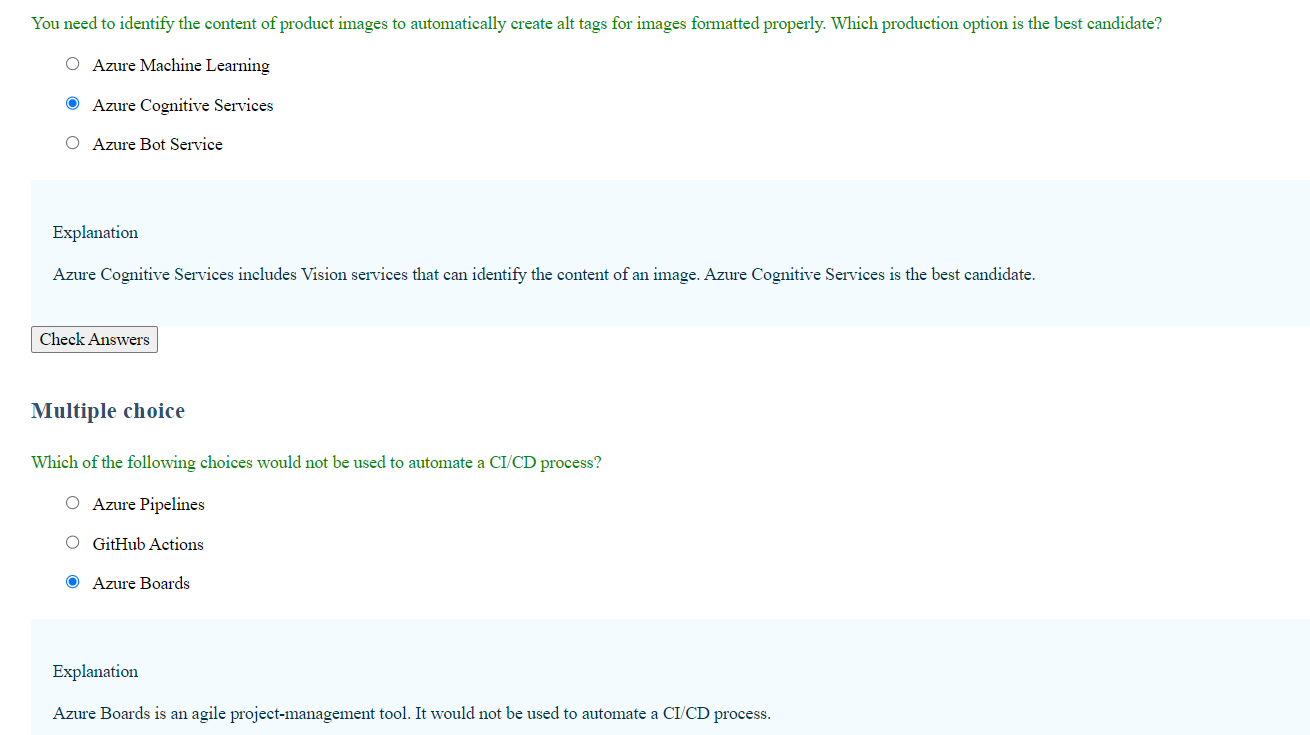 You need to identify the content of product images to automatically create alt tags for images formatted properly. Which production option is the best candidate?
Azure Machine Learning
Azure Cognitive Services
Azure Bot Service
Explanation
Azure Cognitive Services includes Vision services that can identify the content of an image. Azure Cognitive Services is the best candidate.
Check Answers
Multiple choice
Which of the following choices would not be used to automate a CI/CD process?
Azure Pipelines
GitHub Actions
Azure Boards
Explanation
Azure Boards is an agile project-management tool. It would not be used to automate a CI/CD process.